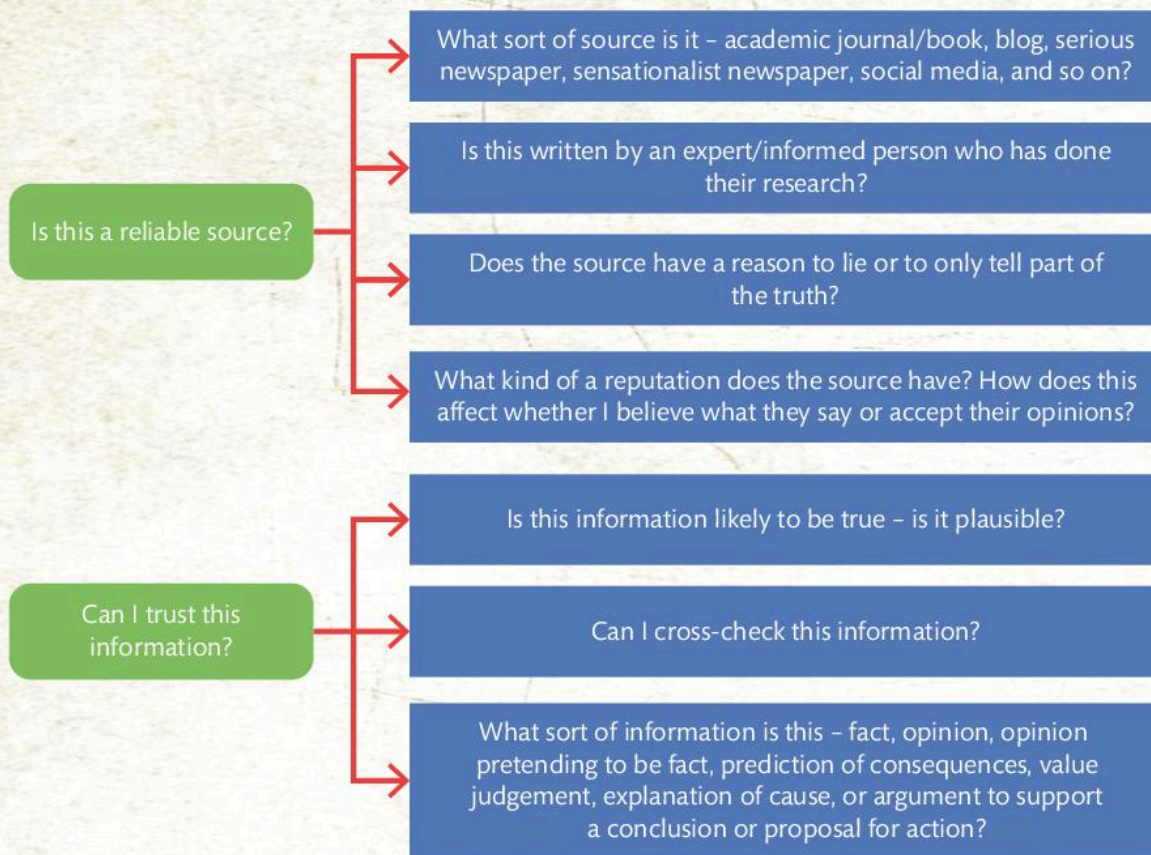 Is this a reliable source?
What sort of source is it – academic journal/book, blog, serious
newspaper, sensationalist newspaper, social media, and so on?
Is this written by an expert/informed person who has done
their research?
Does the source have a reason to lie or to only tell part of
the truth?
What kind of a reputation does the source have? How does this
affect whether I believe what they say or accept their opinions?
Can I trust this
information?
Is this information likely to be true – is it plausible?
Can I cross-check this information?
What sort of information is this – fact, opinion, opinion
pretending to be fact, prediction of consequences, value
judgement, explanation of cause, or argument to support
a conclusion or proposal for action?